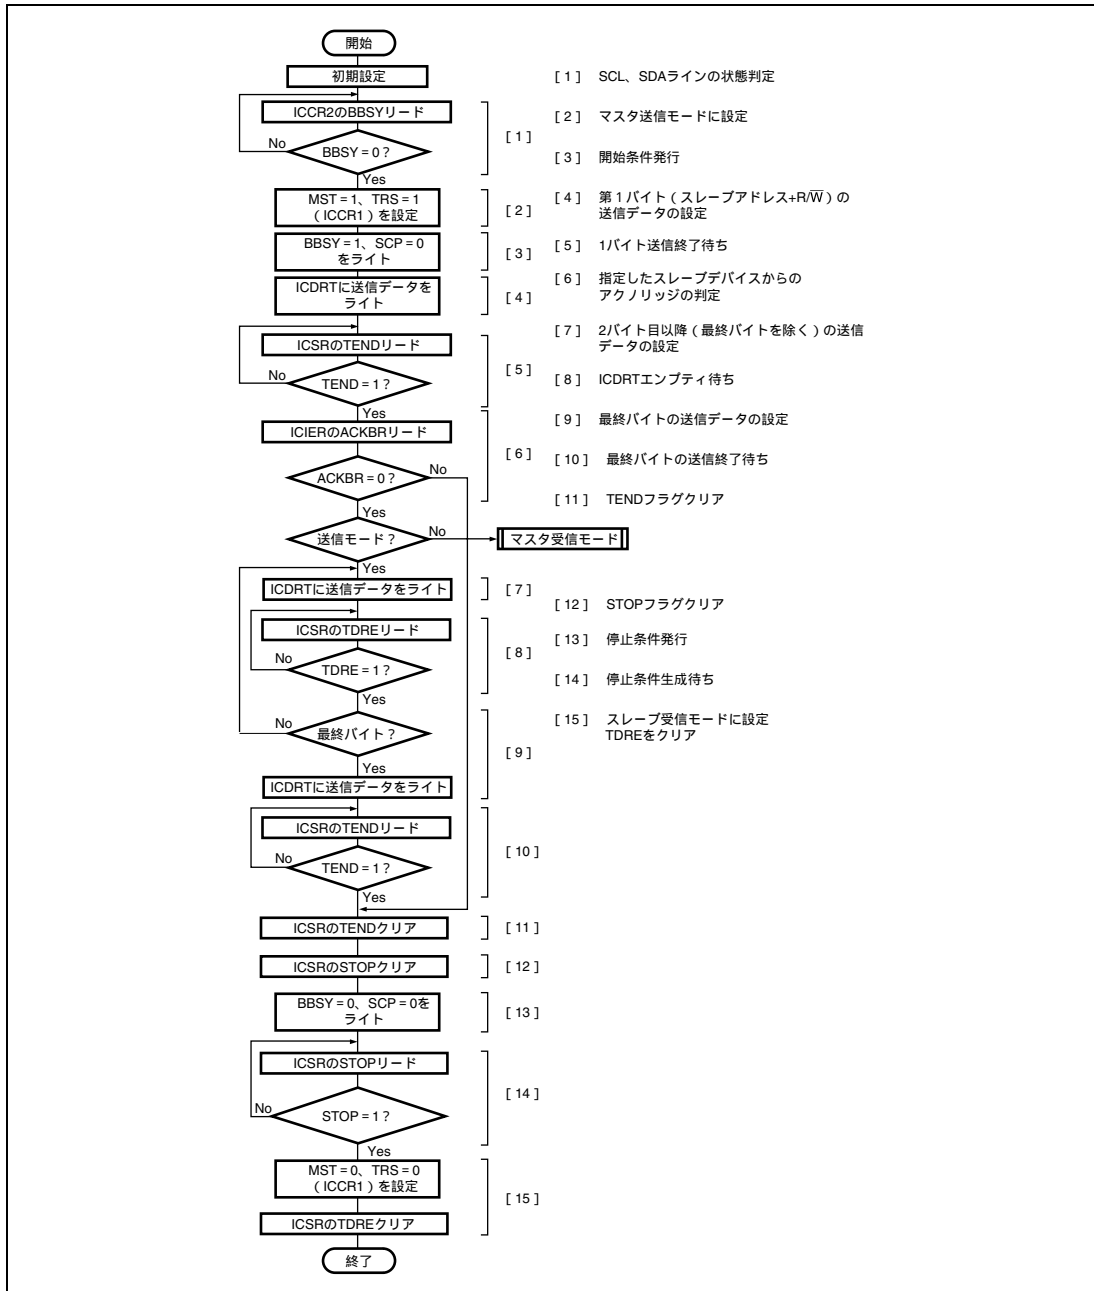 開始
初期設定
ICCR2のBBSYリード
BBSY = 0？
No
Yes
[ 1 ]
MST = 1、TRS = 1
（ICCR1）を設定
[ 2 ]
BBSY = 1、SCP = 0
をライト
[ 3 ]
ICDRTに送信データを
ライト
[ 4 ]
ICSRのTENDリード
No
TEND = 1？
Yes
[ 5 ]
ICIERのACKBRリード
ACKBR = 0？
No
Yes
[ 6 ]
送信モード？
No
マスタ受信モード
Yes
ICDRTに送信データをライト
[ 7 ]
ICSRのTDREリード
No
TDRE = 1？
Yes
[ 8 ]
No
最終バイト？
Yes
[ 9 ]
ICDRTに送信データをライト
ICSRのTENDリード
No
TEND = 1？
Yes
[ 10 ]
ICSRのTENDクリア
[ 11 ]
ICSRのSTOPクリア
[ 12 ]
BBSY = 0、SCP = 0を
ライト
[ 13 ]
ICSRのSTOPリード
No
STOP = 1？
Yes
[ 14 ]
MST = 0、TRS = 0
（ICCR1）を設定
[ 15 ]
ICSRのTDREクリア
終了
[ 1 ] SCL、SDAラインの状態判定
[ 2 ] マスタ送信モードに設定
[ 3 ] 開始条件発行
[ 4 ] 第１バイト（スレーブアドレス+R/W̅）の
送信データの設定
[ 5 ] 1バイト送信終了待ち
[ 6 ] 指定したスレーブデバイスからの
アクノリッジの判定
[ 7 ] 2バイト目以降（最終バイトを除く）の送信
データの設定
[ 8 ] ICDRTエンプティ待ち
[ 9 ] 最終バイトの送信データの設定
[ 10 ] 最終バイトの送信終了待ち
[ 11 ] TENDフラグクリア
[ 12 ] STOPフラグクリア
[ 13 ] 停止条件発行
[ 14 ] 停止条件生成待ち
[ 15 ] スレーブ受信モードに設定
TDREをクリア